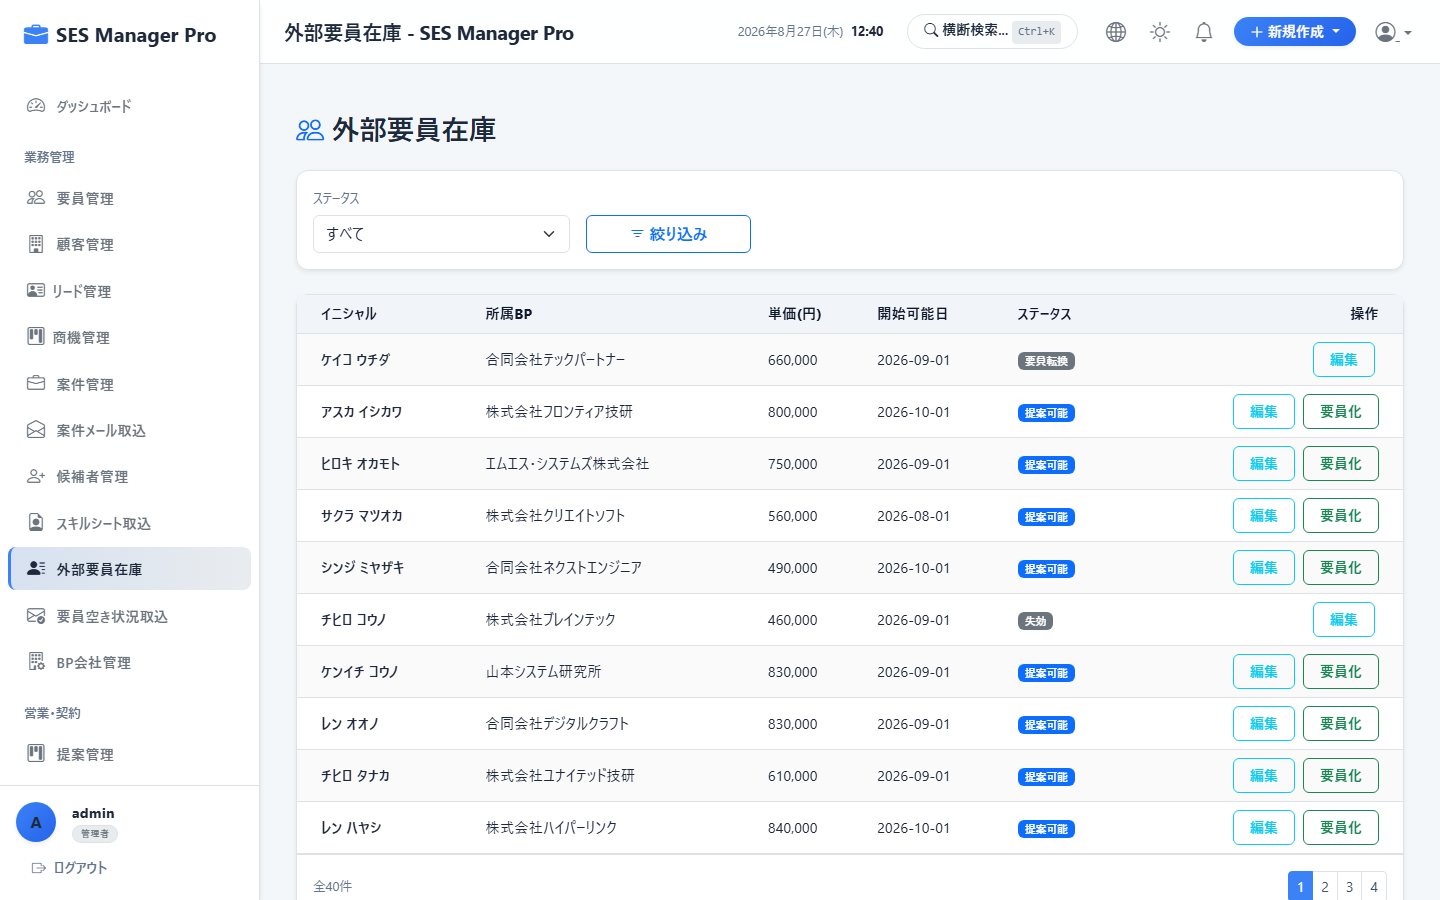 SES Manager Pro
外部要員在庫 - SES Manager Pro
2026年8月27日(木) 12:40
横断検索... Ctrl+K
新規作成
ダッシュボード
業務管理
要員管理
顧客管理
リード管理
商機管理
案件管理
案件メール取込
候補者管理
スキルシート取込
外部要員在庫
要員空き状況取込
BP会社管理
営業・契約
提案管理
A
admin
管理者
ログアウト
外部要員在庫
ステータス
すべて
絞り込み
イニシャル 所属BP 単価(円) 開始可能日 ステータス 操作
ケイコ ウチダ 合同会社テックパートナー 660,000 2026-09-01 要員転換 編集
アスカ イシカワ 株式会社フロンティア技研 800,000 2026-10-01 提案可能 編集 要員化
ヒロキ オカモト エムエス・システムズ株式会社 750,000 2026-09-01 提案可能 編集 要員化
サクラ マツオカ 株式会社クリエイトソフト 560,000 2026-08-01 提案可能 編集 要員化
シンジ ミヤザキ 合同会社ネクストエンジニア 490,000 2026-10-01 提案可能 編集 要員化
チヒロ コウノ 株式会社ブレインテック 460,000 2026-09-01 失効 編集
ケンイチ コウノ 山本システム研究所 830,000 2026-09-01 提案可能 編集 要員化
レン オオノ 合同会社デジタルクラフト 830,000 2026-09-01 提案可能 編集 要員化
チヒロ タナカ 株式会社ユナイテッド技研 610,000 2026-09-01 提案可能 編集 要員化
レン ハヤシ 株式会社ハイパーリンク 840,000 2026-10-01 提案可能 編集 要員化
全40件
1 2 3 4